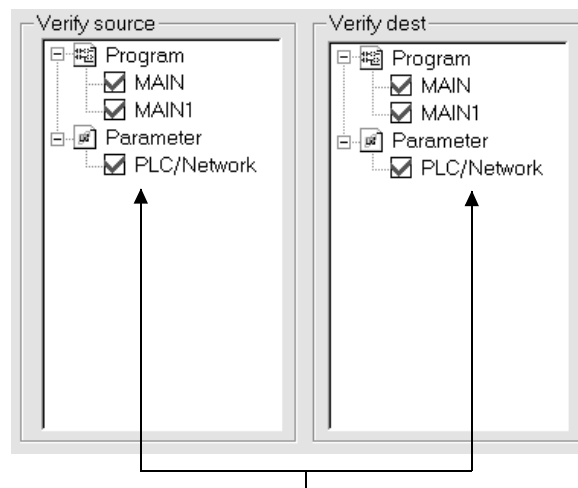 Verify source
Program
MAIN
MAIN1
Parameter
PLC/Network
Verify dest
Program
MAIN
MAIN1
Parameter
PLC/Network